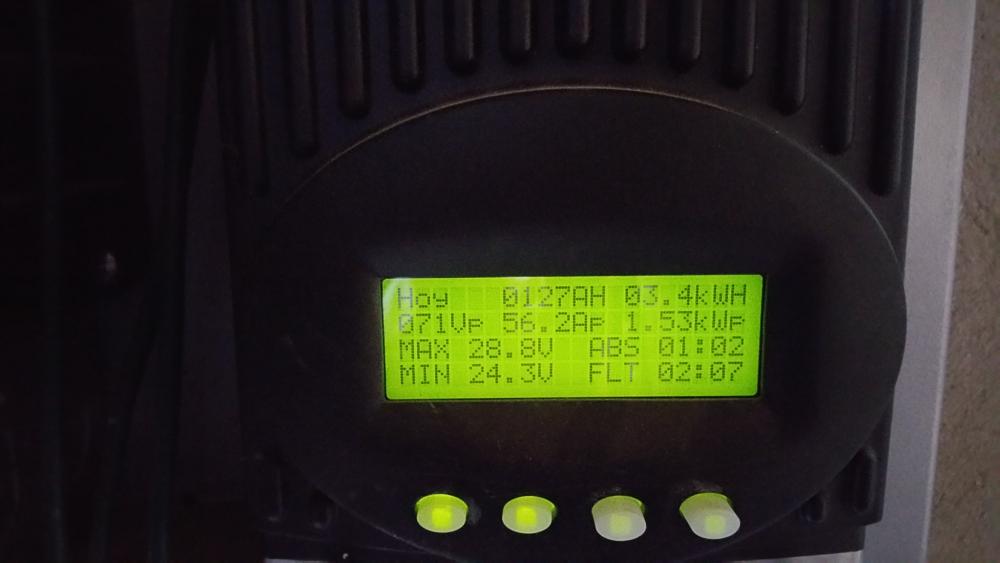 Hoy 0127AH 03.4kWH
071Vp 56.2Ap 1.53kWp
MAX 28.8V ABS 01:02
MIN 24.3V FLT 02:07